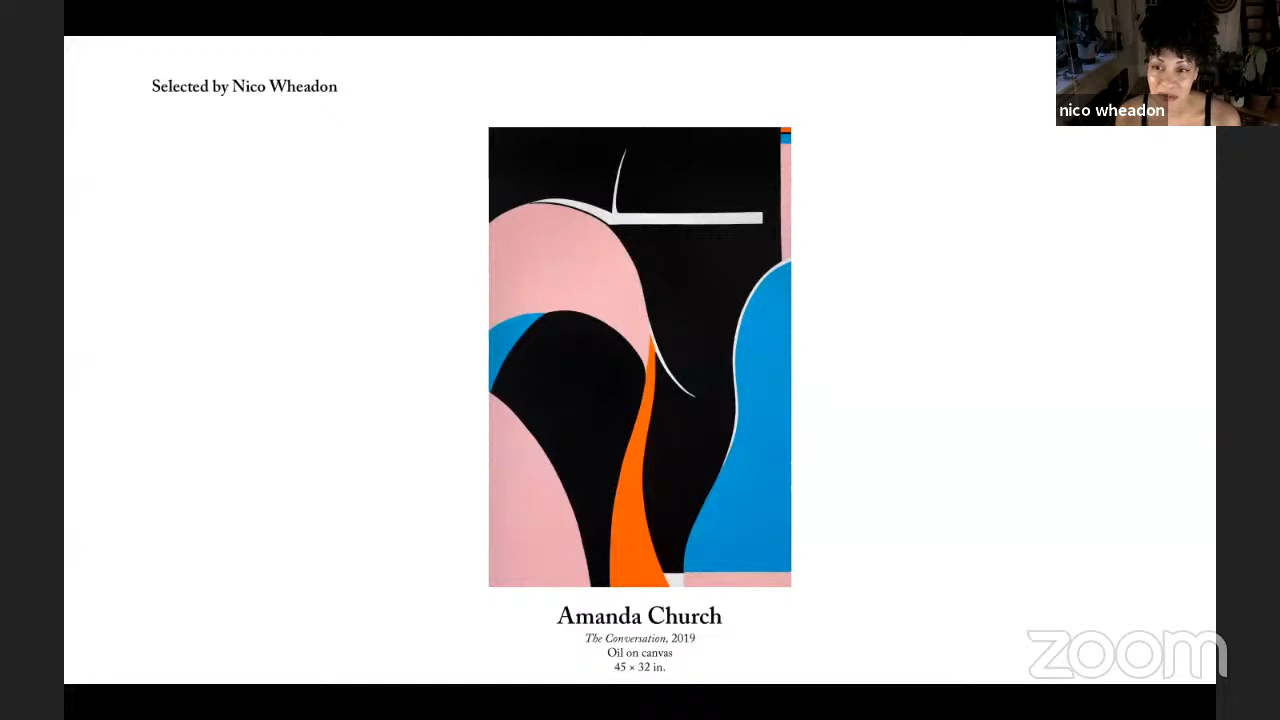 Selected by Nico Wheadon
nico wheadon
Amanda Church
The Conversation, 2019
Oil on canvas
45 × 32 in.
zoom